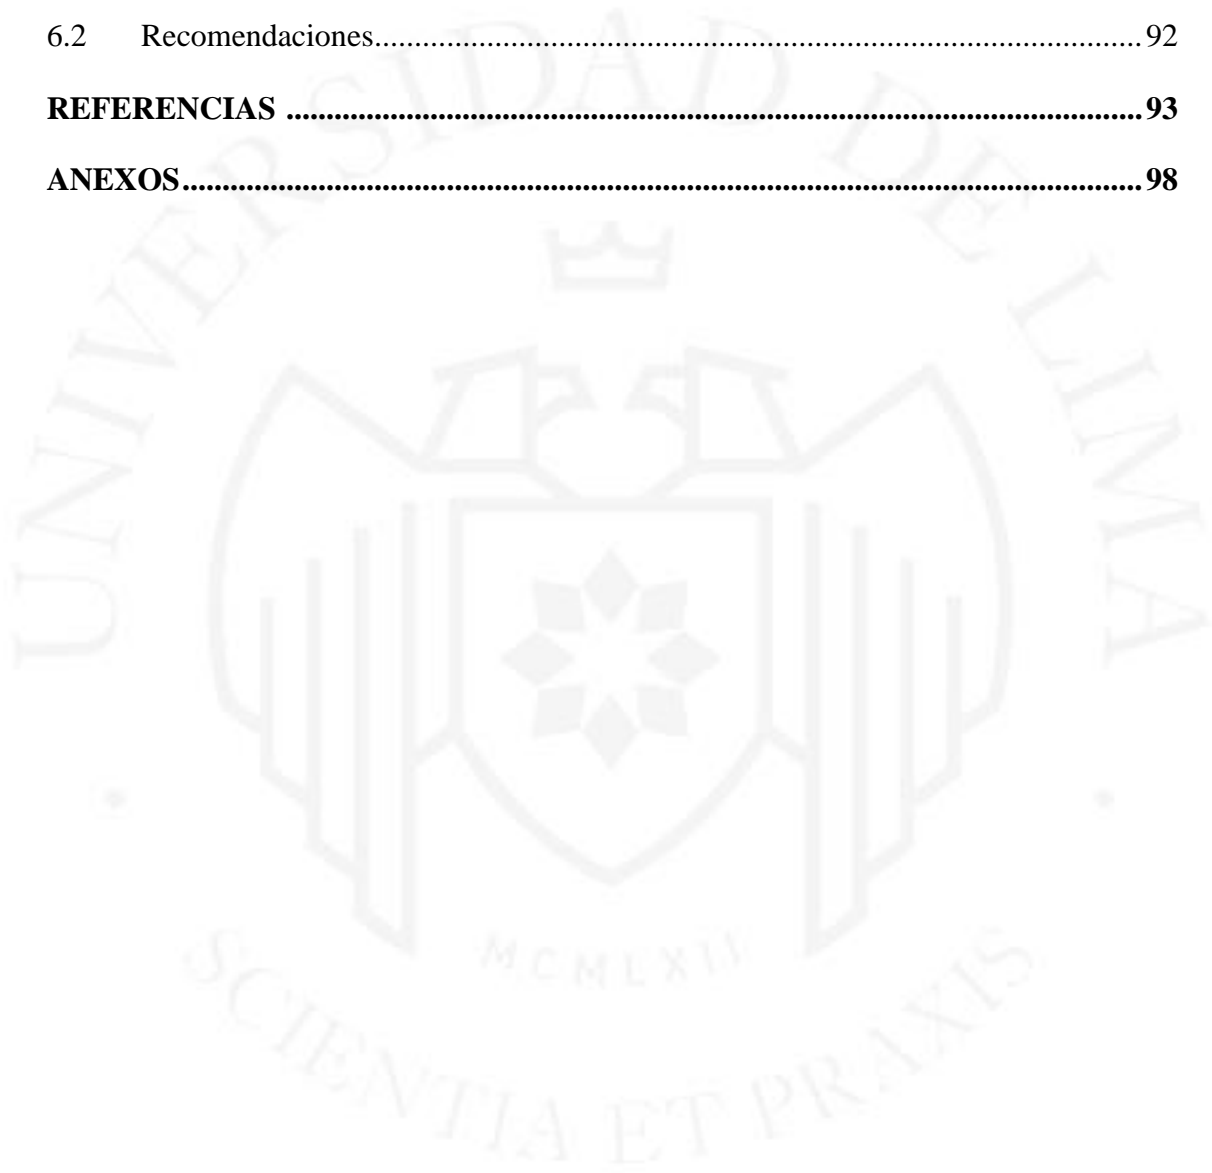 6.2 Recomendaciones................................................................................................ 92
REFERENCIAS ........................................................................................................... 93
ANEXOS........................................................................................................................ 98
UNIVERSIDAD DE LIMA
MCMLXII
SCIENTIA ET PRAXIS